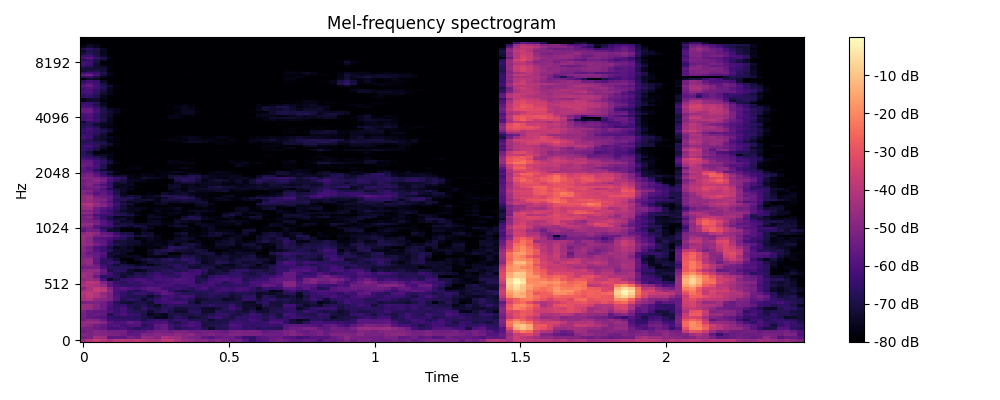 Mel-frequency spectrogram
Hz
8192
4096
2048
1024
512
0
0
0.5
1
1.5
2
Time
-10 dB
-20 dB
-30 dB
-40 dB
-50 dB
-60 dB
-70 dB
-80 dB